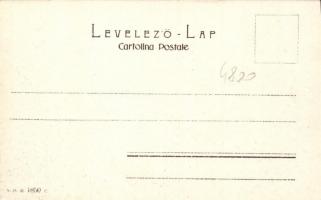 LEVELEZŐ - LAP
Cartolina Postale
4820